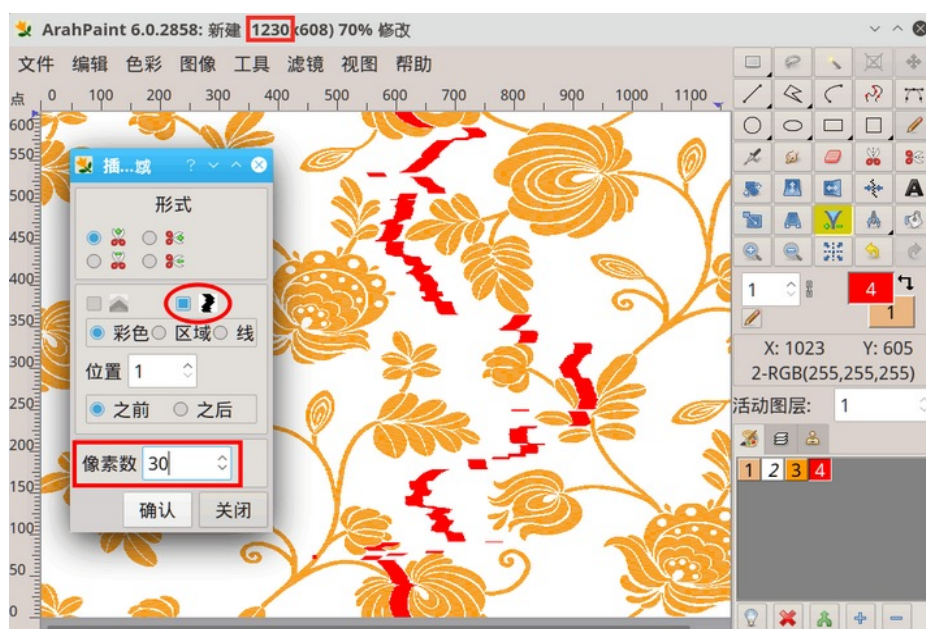 ArahPaint 6.0.2858: 新建 1230x608) 70% 修改
文件 编辑 色彩 图像 工具 滤镜 视图 帮助
点 0 100 200 300 400 500 600 700 800 900 1000 1100
600
550
500
450
400
350
300
250
200
150
100
50
0
插...域 ?
形式
彩色 区域 线
位置 1
之前 之后
像素数 30
确认 关闭
A
1 4
1
X: 1023 Y: 605
2-RGB(255,255,255)
活动图层: 1
1 2 3 4